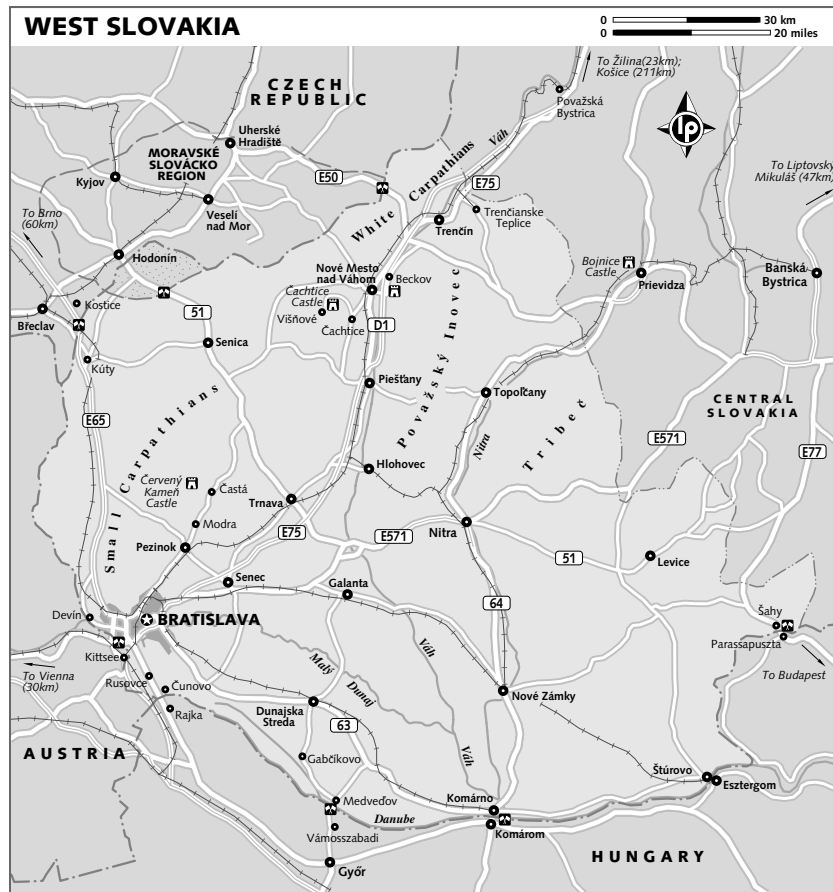 WEST SLOVAKIA
0 30 km
0 20 miles
To Žilina(23km);
Košice (211km)
CZECH
REPUBLIC
Považská
Bystrica
lp
Uherské
Hradiště
MORAVSKÉ
SLOVÁCKO
REGION
Váh
To Liptovský
Mikuláš (47km)
Kyjov
E50
White Carpathians
E75
Veselí
nad Mor
Trenčianske
Teplice
To Brno
(60km)
Trenčín
Hodonín
Bojnice
Castle
Nové Mesto
nad Váhom
Beckov
Prievidza
Banská
Bystrica
Kostice
Čachtice
Castle
Višňové
Čachtice
51
D1
Břeclav
Senica
Považský Inovec
Kúty
Piešťany
Topoľčany
CENTRAL
SLOVAKIA
E65
Small Carpathians
Nitra
Tribeč
E571
E77
Hlohovec
Červený
Kameň
Castle
Častá
Trnava
Modra
E75
E571
Nitra
Pezinok
51
Levice
Senec
Galanta
64
Devín
BRATISLAVA
Šahy
Parassapuszta
Kittsee
Malý
Dunaj
Váh
To Vienna
(30km)
Rusovce
Čunovo
To Budapest
Rajka
Dunajska
Streda
63
Nové Zámky
AUSTRIA
Gabčíkovo
Váh
Štúrovo
Esztergom
Medveďov
Komárno
Danube
Komárom
Vámosszabadi
Győr
HUNGARY